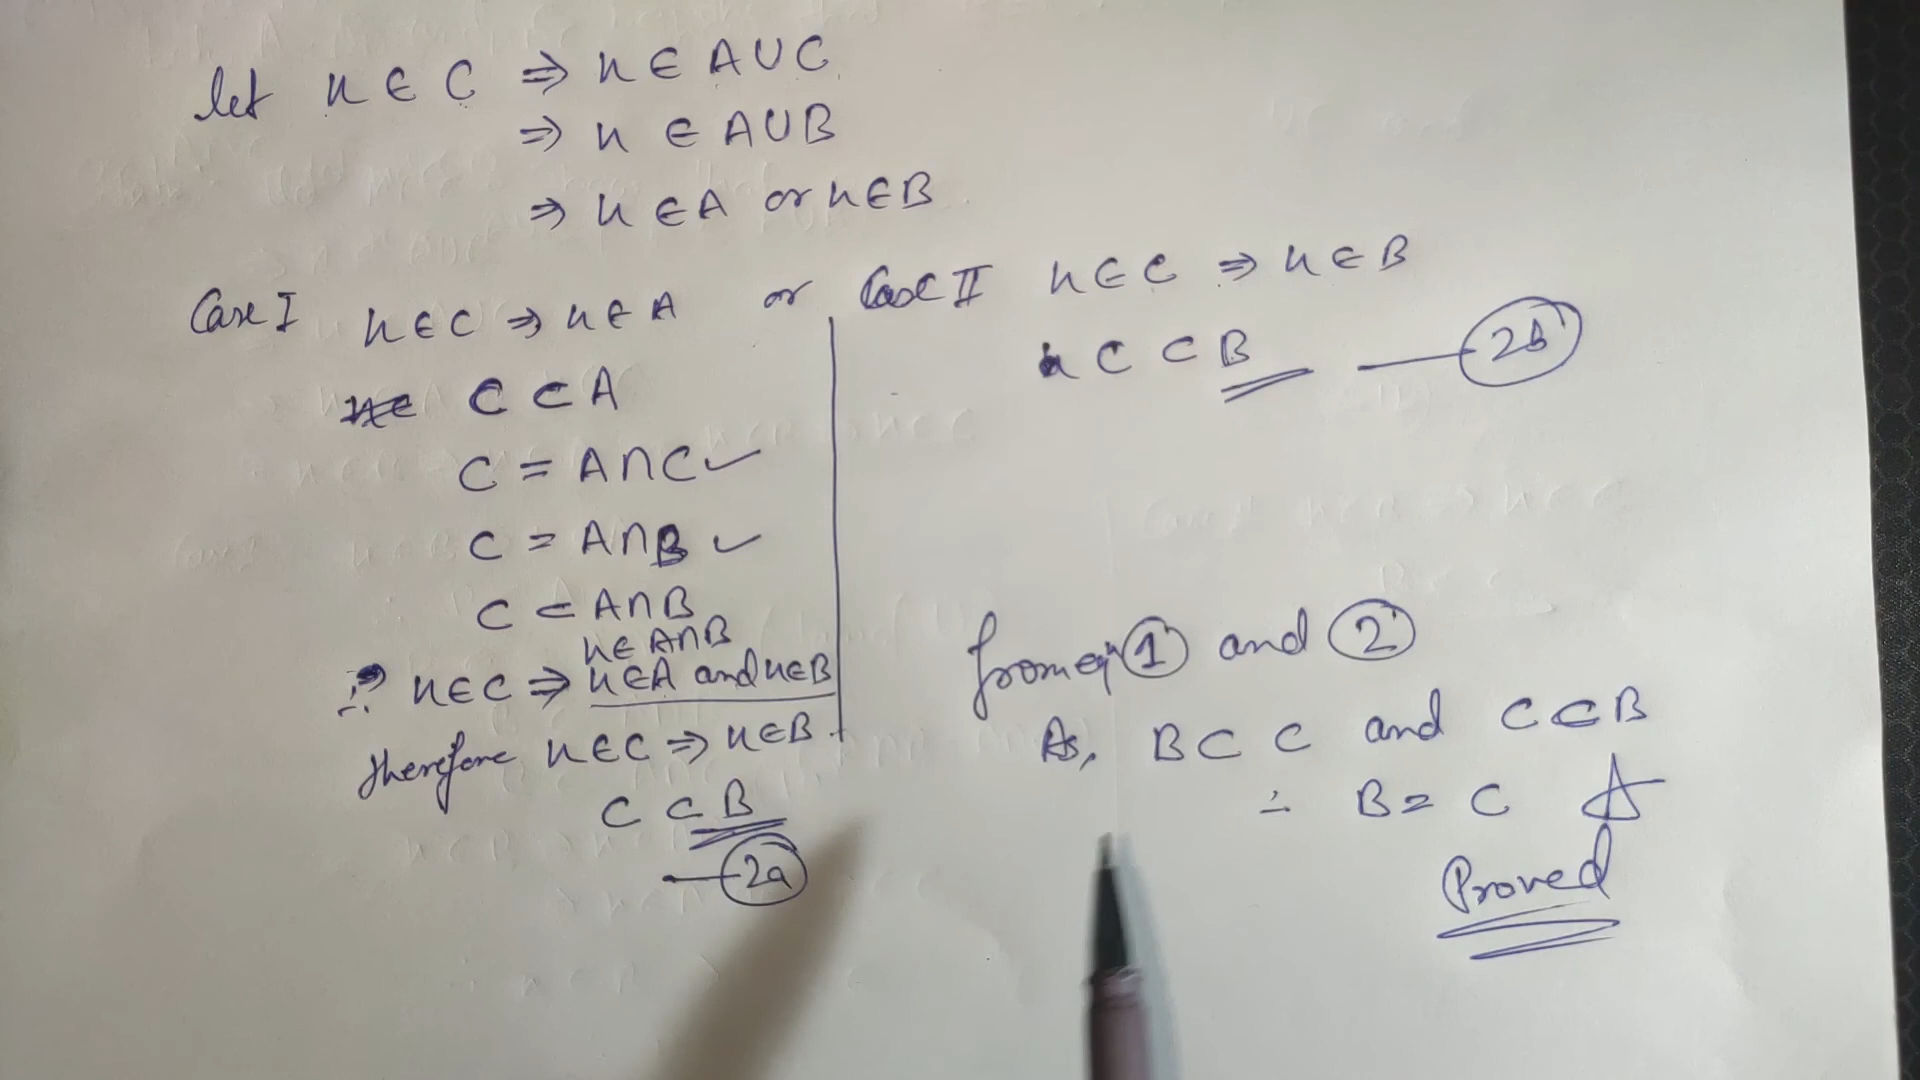 let x ∈ C ⇒ x ∈ A ∪ C
⇒ x ∈ A ∪ B
⇒ x ∈ A or x ∈ B
Case I x ∈ C ⇒ x ∈ A or Case II x ∈ C ⇒ x ∈ B
C ⊂ A
C = A ∩ C ✓
C = A ∩ B ✓
C ⊂ A ∩ B
x ∈ A ∩ B
∴ x ∈ C ⇒ x ∈ A and x ∈ B
therefore x ∈ C ⇒ x ∈ B
C ⊂ B
— 2a
C ⊂ B — 2b
from eqⁿ 1 and 2
As, B ⊂ C and C ⊂ B
∴ B = C
Proved